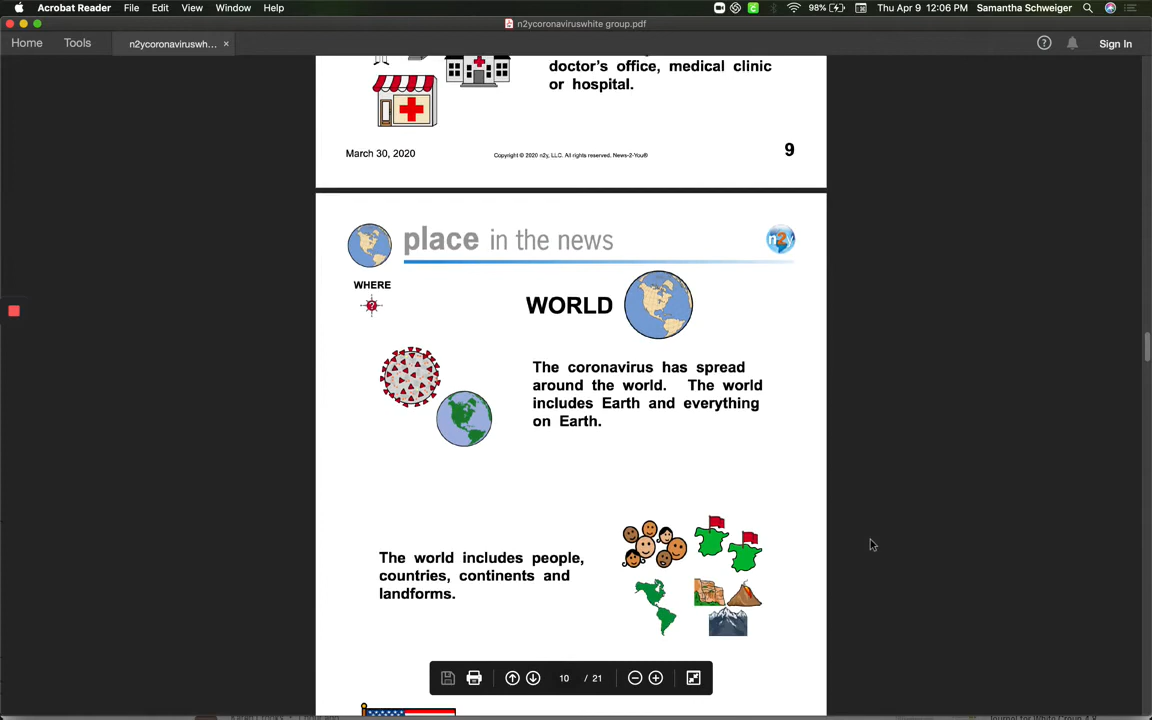 Acrobat Reader File Edit View Window Help 98% Thu Apr 9 12:06 PM Samantha Schweiger
n2ycoronaviruswhite group.pdf
Home Tools n2ycoronaviruswh... × Sign In
doctor's office, medical clinic
or hospital.
March 30, 2020 Copyright © 2020 n2y, LLC. All rights reserved. News-2-You® 9
place in the news n2y
WHERE
?
WORLD
The coronavirus has spread
around the world. The world
includes Earth and everything
on Earth.
The world includes people,
countries, continents and
landforms.
10 / 21